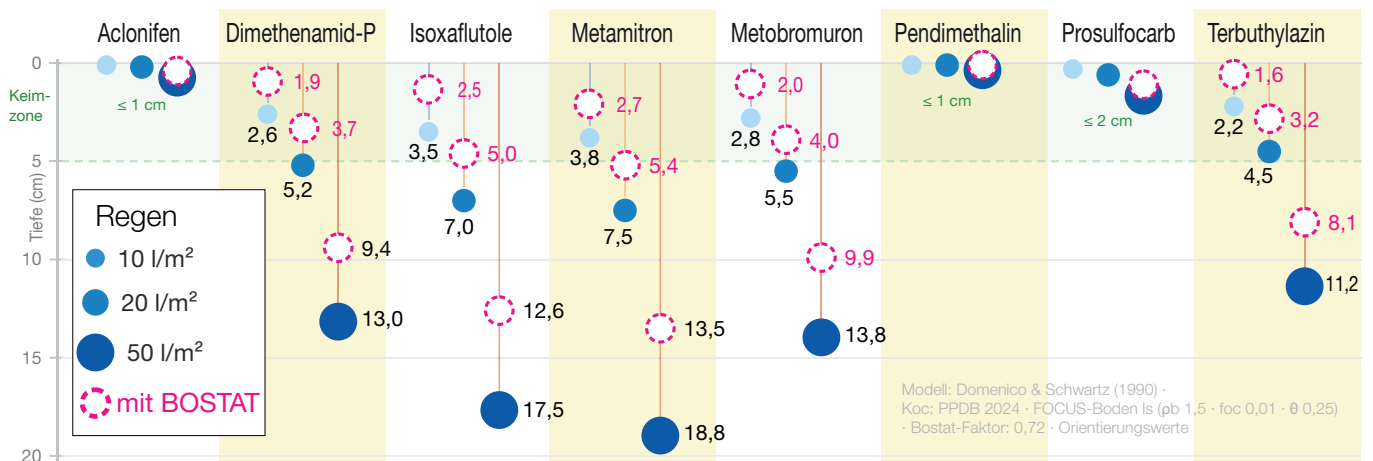 Aclonifen
Dimethenamid-P
Isoxaflutole
Metamitron
Metobromuron
Pendimethalin
Prosulfocarb
Terbuthylazin
0
5
10
15
20
Tiefe (cm)
Keim-
zone
≤ 1 cm
1,9
2,6
3,7
5,2
9,4
13,0
2,5
3,5
5,0
7,0
12,6
17,5
2,7
3,8
5,4
7,5
13,5
18,8
2,0
2,8
4,0
5,5
9,9
13,8
≤ 1 cm
≤ 2 cm
1,6
2,2
3,2
4,5
8,1
11,2
Regen
10 l/m²
20 l/m²
50 l/m²
mit BOSTAT
Modell: Domenico & Schwartz (1990) ·
Koc: PPDB 2024 · FOCUS-Boden ls (ρb 1,5 · foc 0,01 · θ 0,25)
· Bostat-Faktor: 0,72 · Orientierungswerte